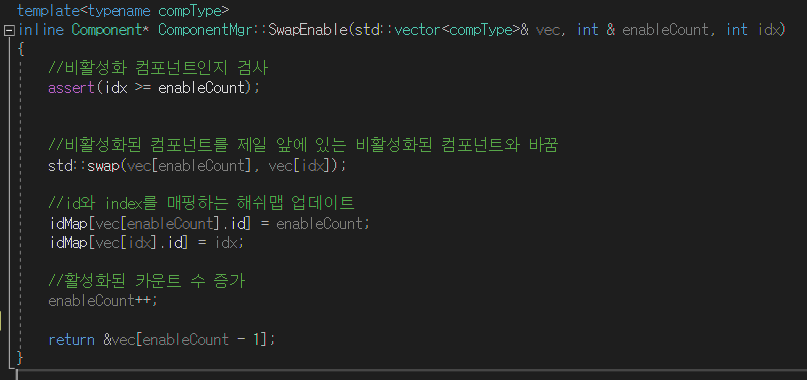 template<typename compType>
inline Component* ComponentMgr::SwapEnable(std::vector<compType>& vec, int & enableCount, int idx)
{
//비활성화 컴포넌트인지 검사
assert(idx >= enableCount);
//비활성화된 컴포넌트를 제일 앞에 있는 비활성화된 컴포넌트와 바꿈
std::swap(vec[enableCount], vec[idx]);
//id와 index를 매핑하는 해쉬맵 업데이트
idMap[vec[enableCount].id] = enableCount;
idMap[vec[idx].id] = idx;
//활성화된 카운트 수 증가
enableCount++;
return &vec[enableCount - 1];
}